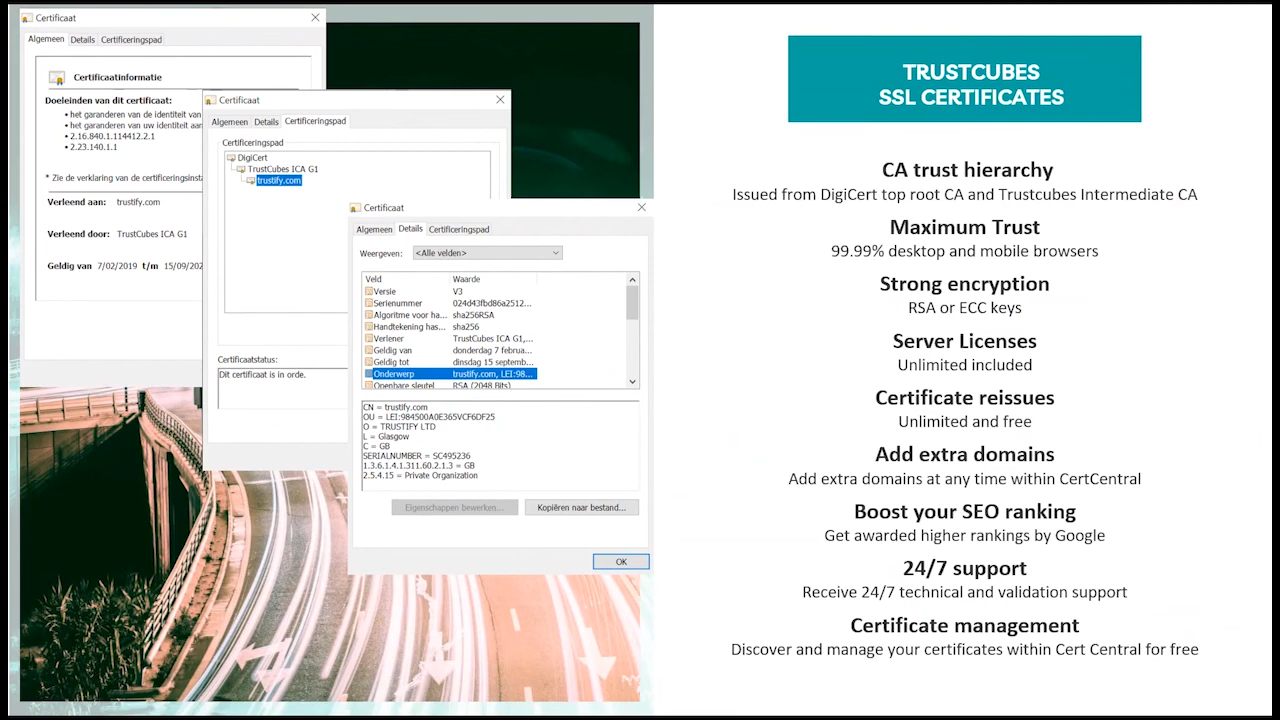 Certificaat
Algemeen Details Certificeringspad
Certificaatinformatie
Doeleinden van dit certificaat:
• het garanderen van de identiteit van
• het garanderen van uw identiteit aan
• 2.16.840.1.114412.2.1
• 2.23.140.1.1
* Zie de verklaring van de certificeringsinst
Verleend aan: trustify.com
Verleend door: TrustCubes ICA G1
Geldig van 7/02/2019 t/m 15/09/202
Certificaat
Algemeen Details Certificeringspad
Certificeringspad
DigiCert
TrustCubes ICA G1
trustify.com
Certificaatstatus:
Dit certificaat is in orde.
Certificaat
Algemeen Details Certificeringspad
Weergeven: <Alle velden>
Veld Waarde
Versie V3
Serienummer 024d43fbd86a2512...
Algoritme voor ha... sha256RSA
Handtekening has... sha256
Verlener TrustCubes ICA G1,...
Geldig van donderdag 7 februa...
Geldig tot dinsdag 15 septemb...
Onderwerp trustify.com, LEI:98...
Openbare sleutel RSA (2048 Bits)
CN = trustify.com
OU = LEI:984500A0E365VCF6DF25
O = TRUSTIFY LTD
L = Glasgow
C = GB
SERIALNUMBER = SC495236
1.3.6.1.4.1.311.60.2.1.3 = GB
2.5.4.15 = Private Organization
Eigenschappen bewerken... Kopiëren naar bestand...
OK
TRUSTCUBES
SSL CERTIFICATES
CA trust hierarchy
Issued from DigiCert top root CA and Trustcubes Intermediate CA
Maximum Trust
99.99% desktop and mobile browsers
Strong encryption
RSA or ECC keys
Server Licenses
Unlimited included
Certificate reissues
Unlimited and free
Add extra domains
Add extra domains at any time within CertCentral
Boost your SEO ranking
Get awarded higher rankings by Google
24/7 support
Receive 24/7 technical and validation support
Certificate management
Discover and manage your certificates within Cert Central for free